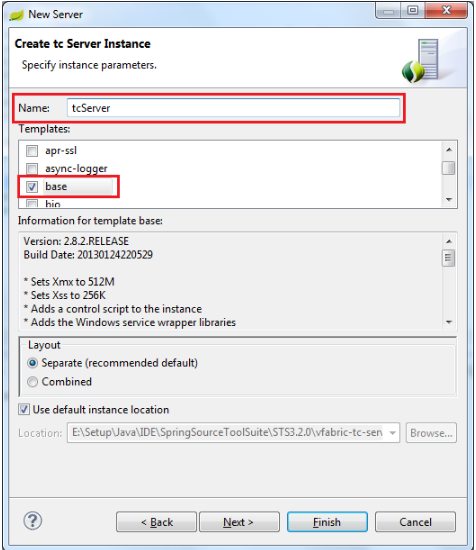 New Server
Create tc Server Instance
Specify instance parameters.
Name: tcServer
Templates:
apr-ssl
async-logger
base
bio
Information for template base:
Version: 2.8.2.RELEASE
Build Date: 20130124220529
* Sets Xmx to 512M
* Sets Xss to 256K
* Adds a control script to the instance
* Adds the Windows service wrapper libraries
Layout
Separate (recommended default)
Combined
Use default instance location
Location: E:\Setup\Java\IDE\SpringSourceToolSuite\STS3.2.0\vfabric-tc-serv Browse...
? < Back Next > Finish Cancel